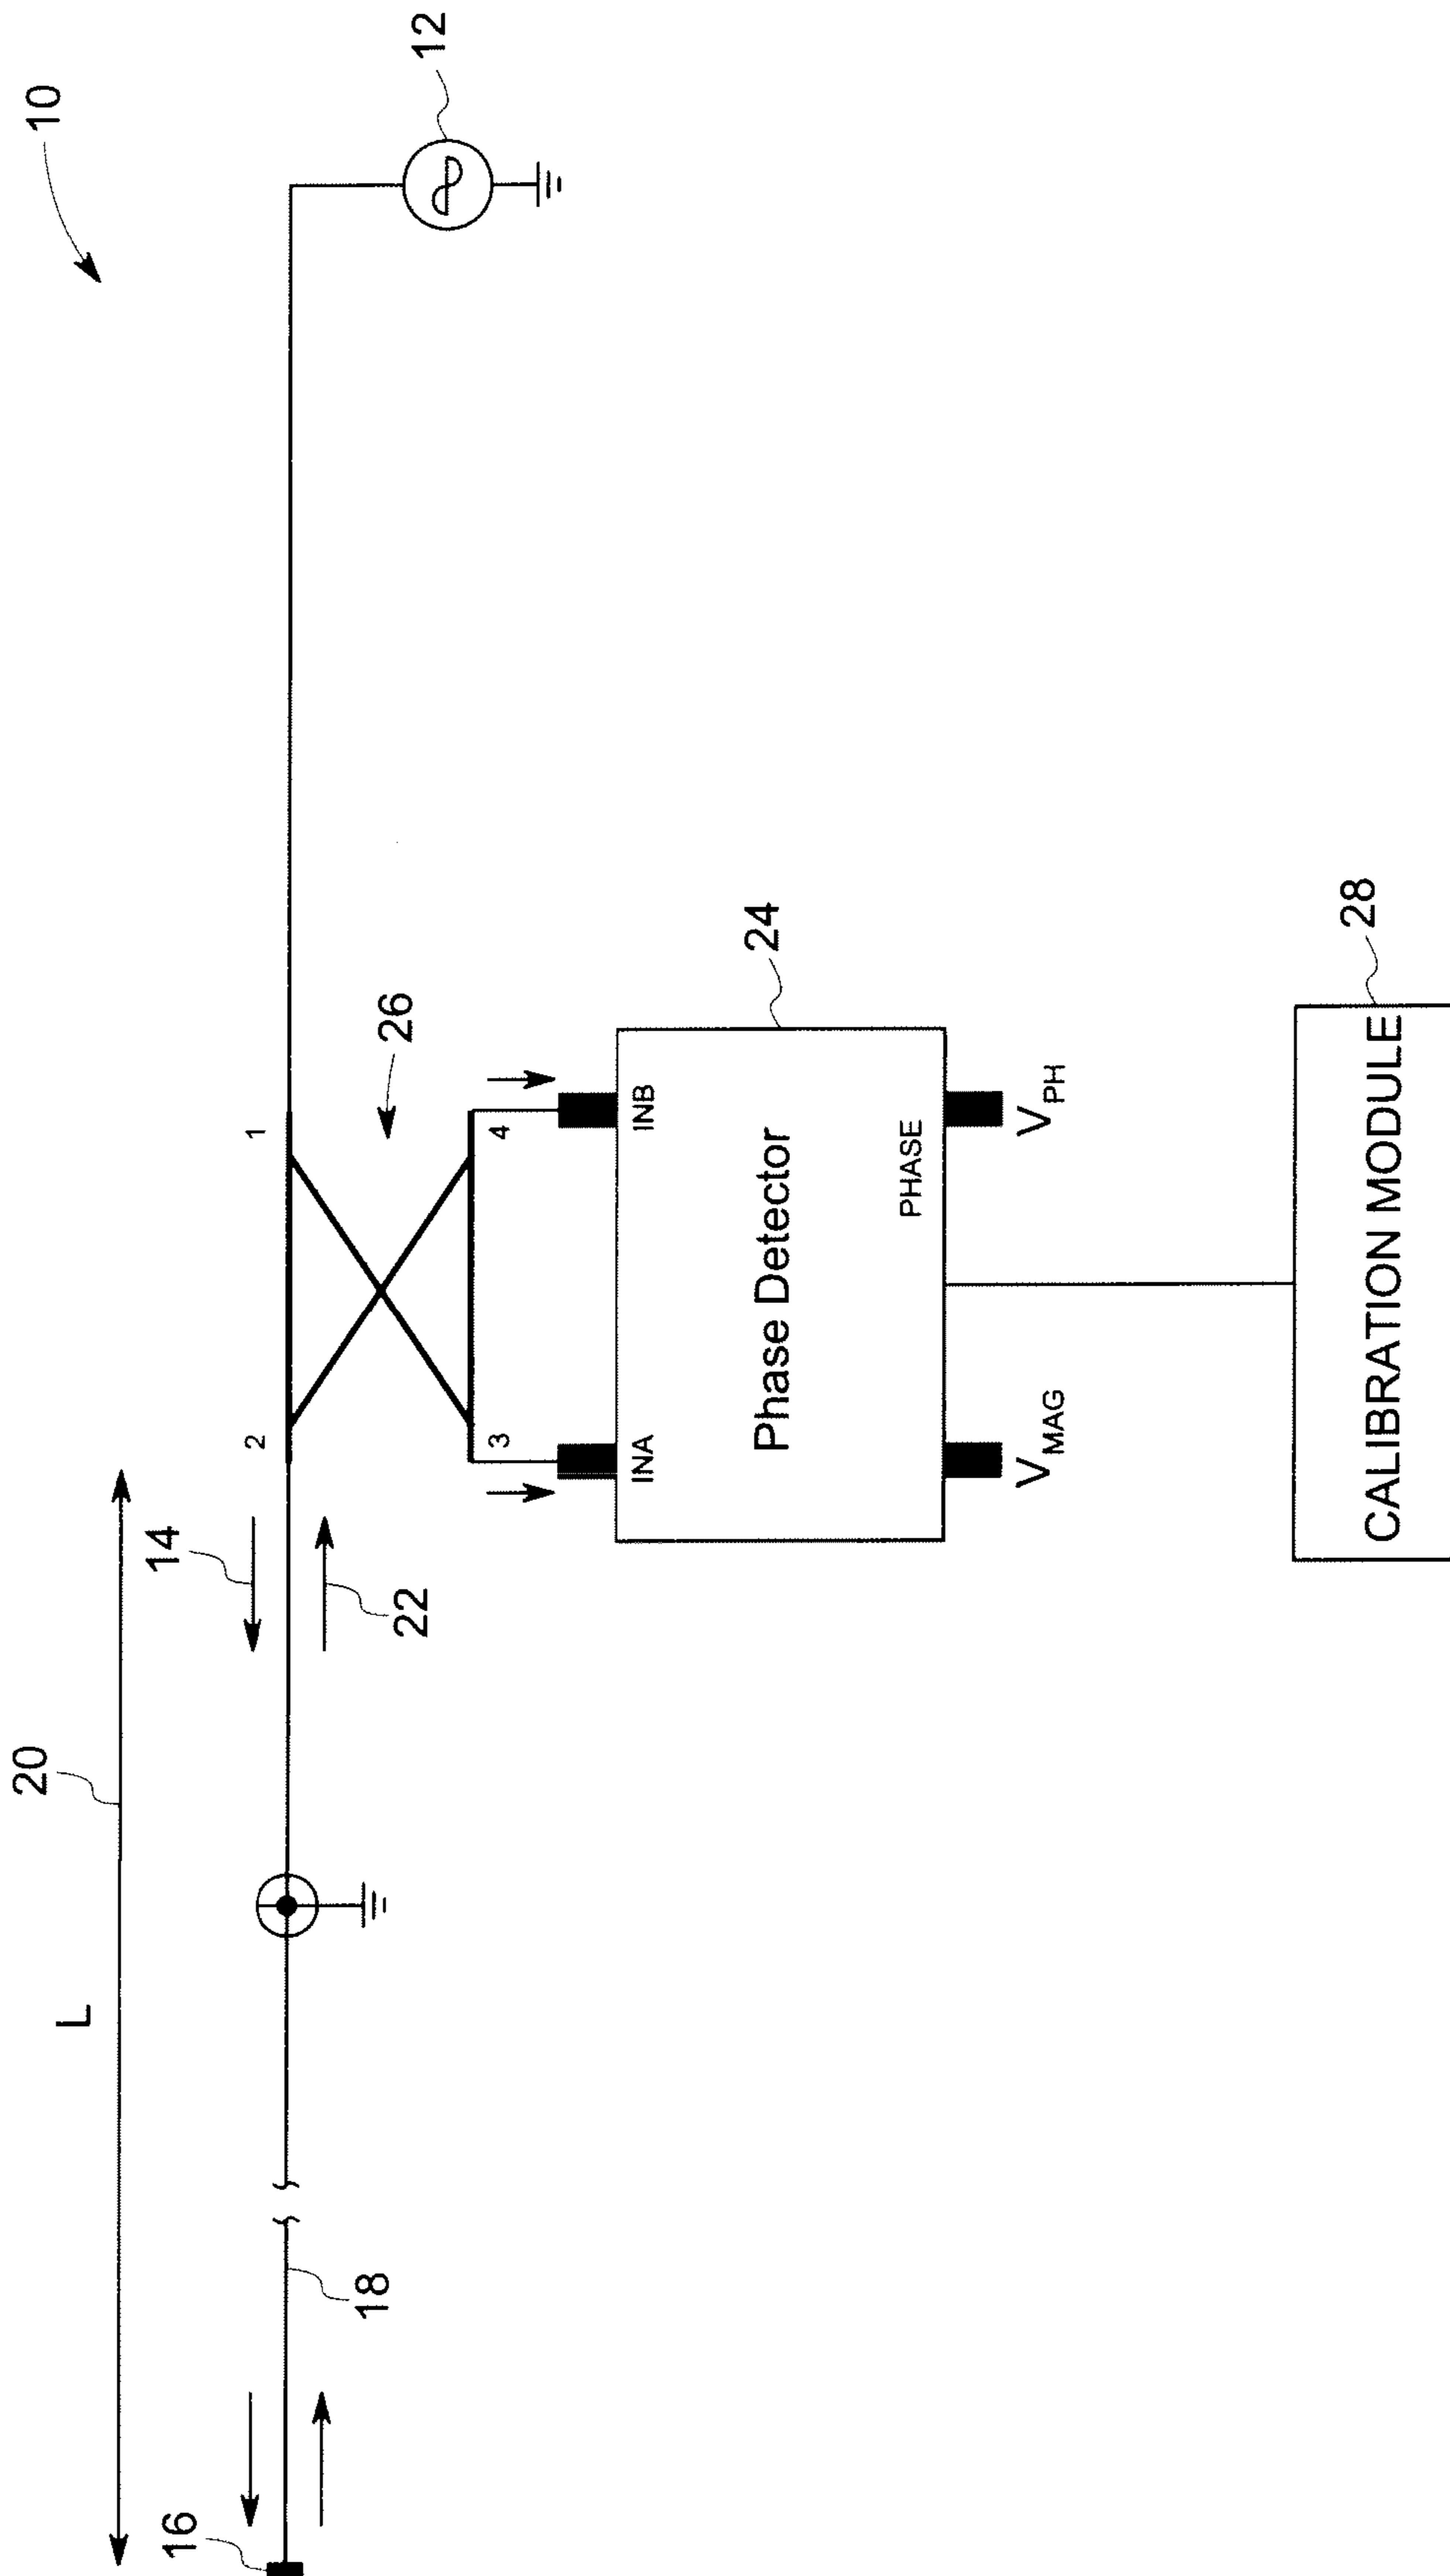 10
12
20
L
14
22
16
18
1
2
3
4
26
INA
INB
Phase Detector
PHASE
24
V_MAG
V_PH
CALIBRATION MODULE
28